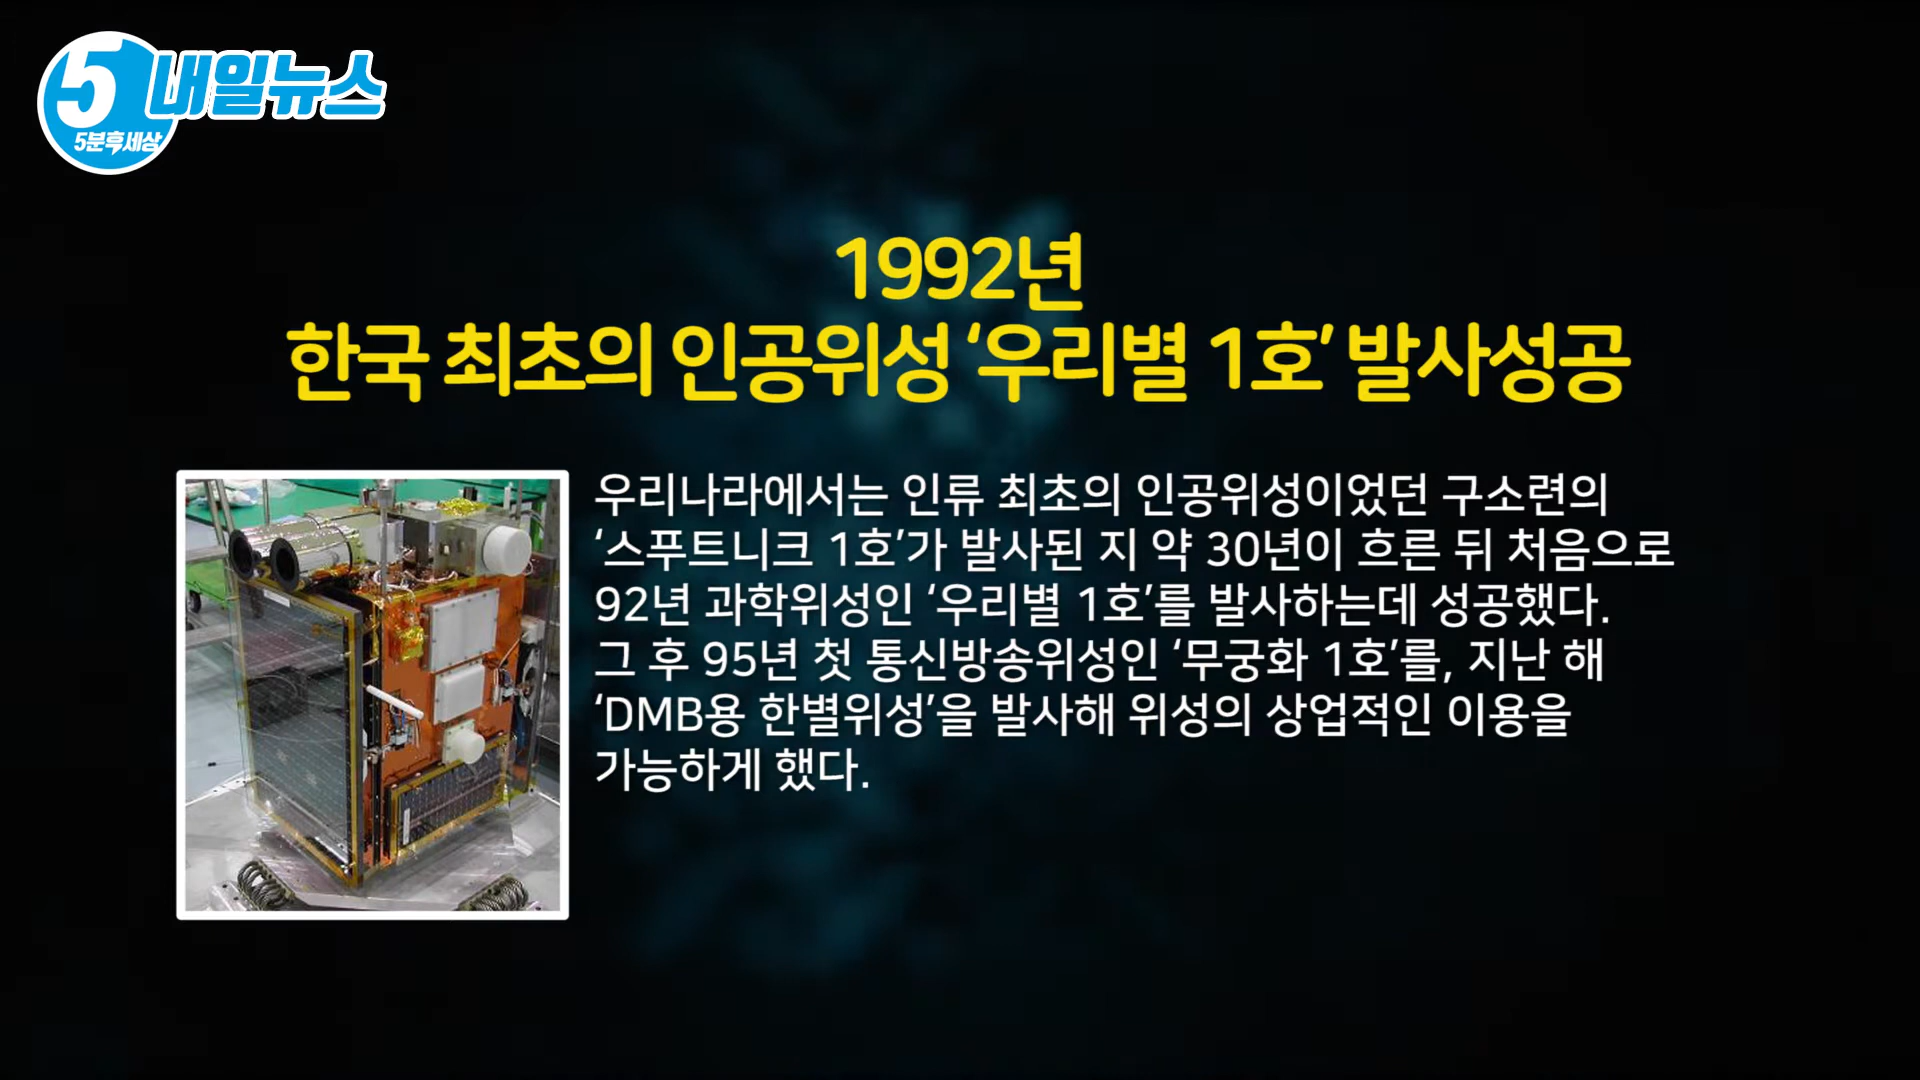 5 내일뉴스
5분후세상
1992년
한국 최초의 인공위성 ‘우리별 1호’ 발사성공
우리나라에서는 인류 최초의 인공위성이었던 구소련의
‘스푸트니크 1호’가 발사된 지 약 30년이 흐른 뒤 처음으로
92년 과학위성인 ‘우리별 1호’를 발사하는데 성공했다.
그 후 95년 첫 통신방송위성인 ‘무궁화 1호’를, 지난 해
‘DMB용 한별위성’을 발사해 위성의 상업적인 이용을
가능하게 했다.